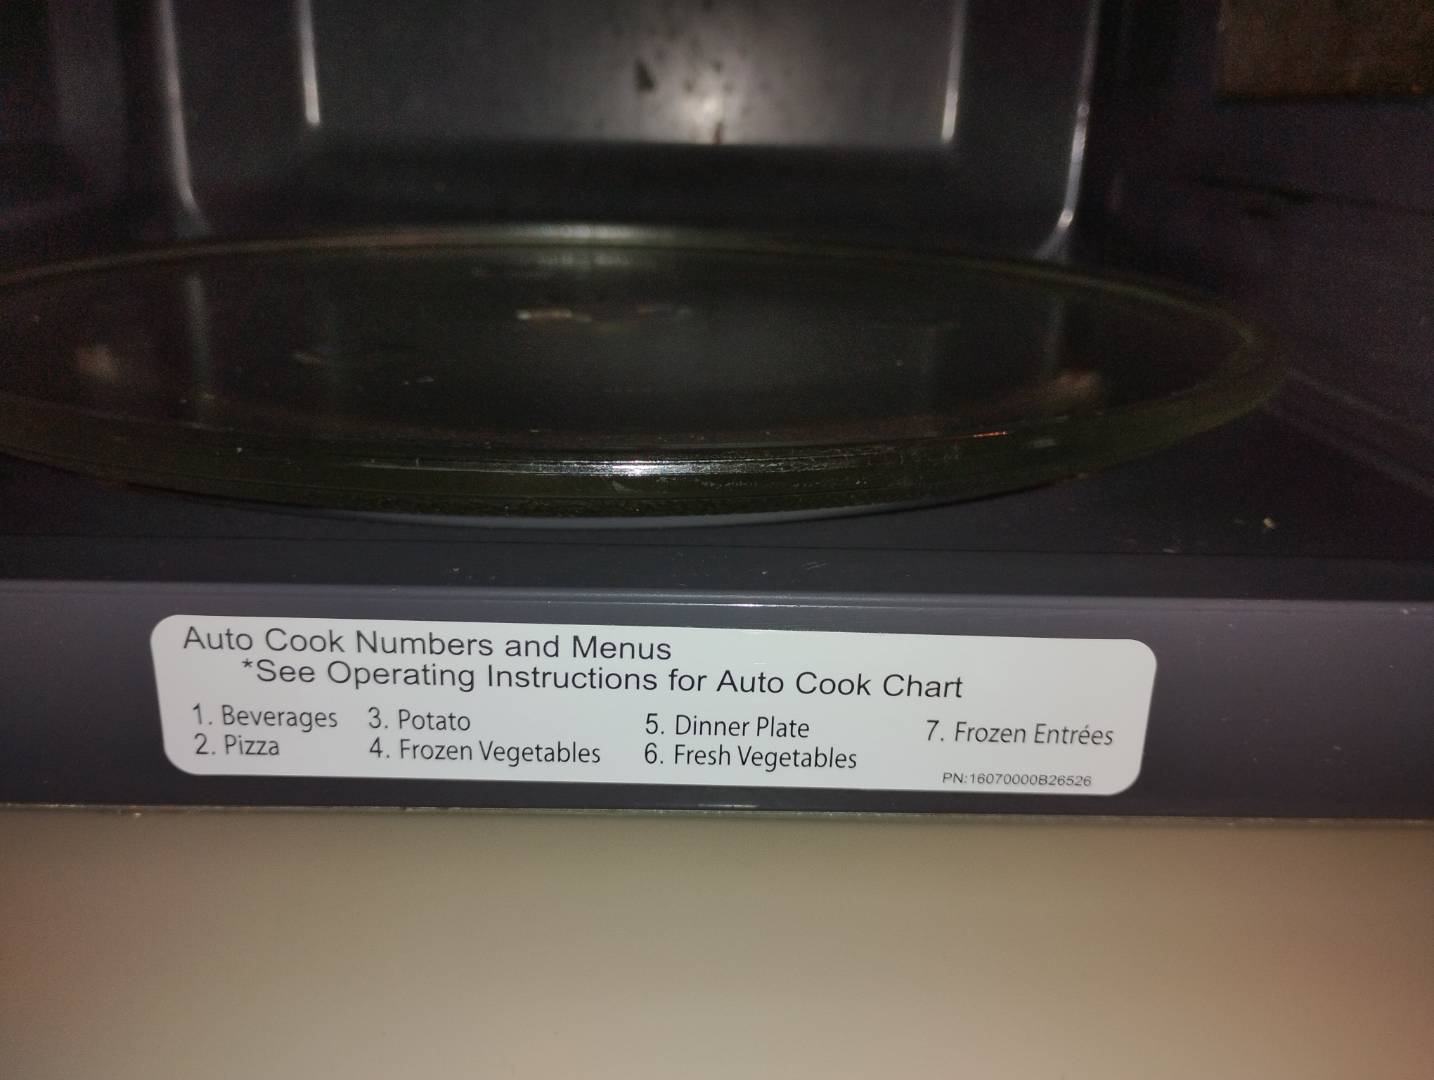 Auto Cook Numbers and Menus
*See Operating Instructions for Auto Cook Chart
1. Beverages 3. Potato 5. Dinner Plate 7. Frozen Entrées
2. Pizza 4. Frozen Vegetables 6. Fresh Vegetables
PN:16070000B26526